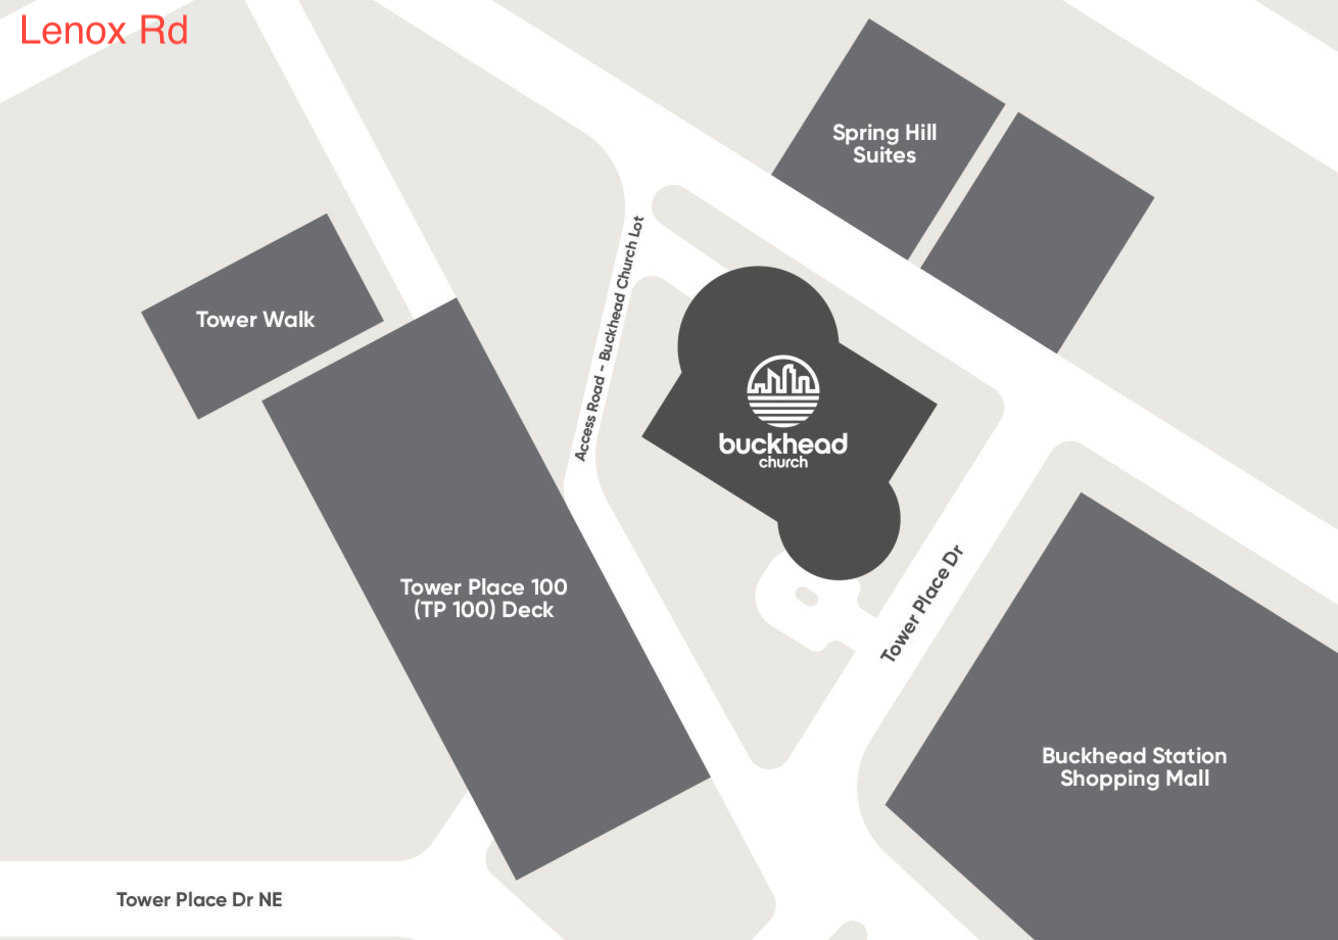 Lenox Rd
Spring Hill
Suites
Access Road - Buckhead Church Lot
Tower Walk
buckhead
church
Tower Place 100
(TP 100) Deck
Tower Place Dr
Buckhead Station
Shopping Mall
Tower Place Dr NE